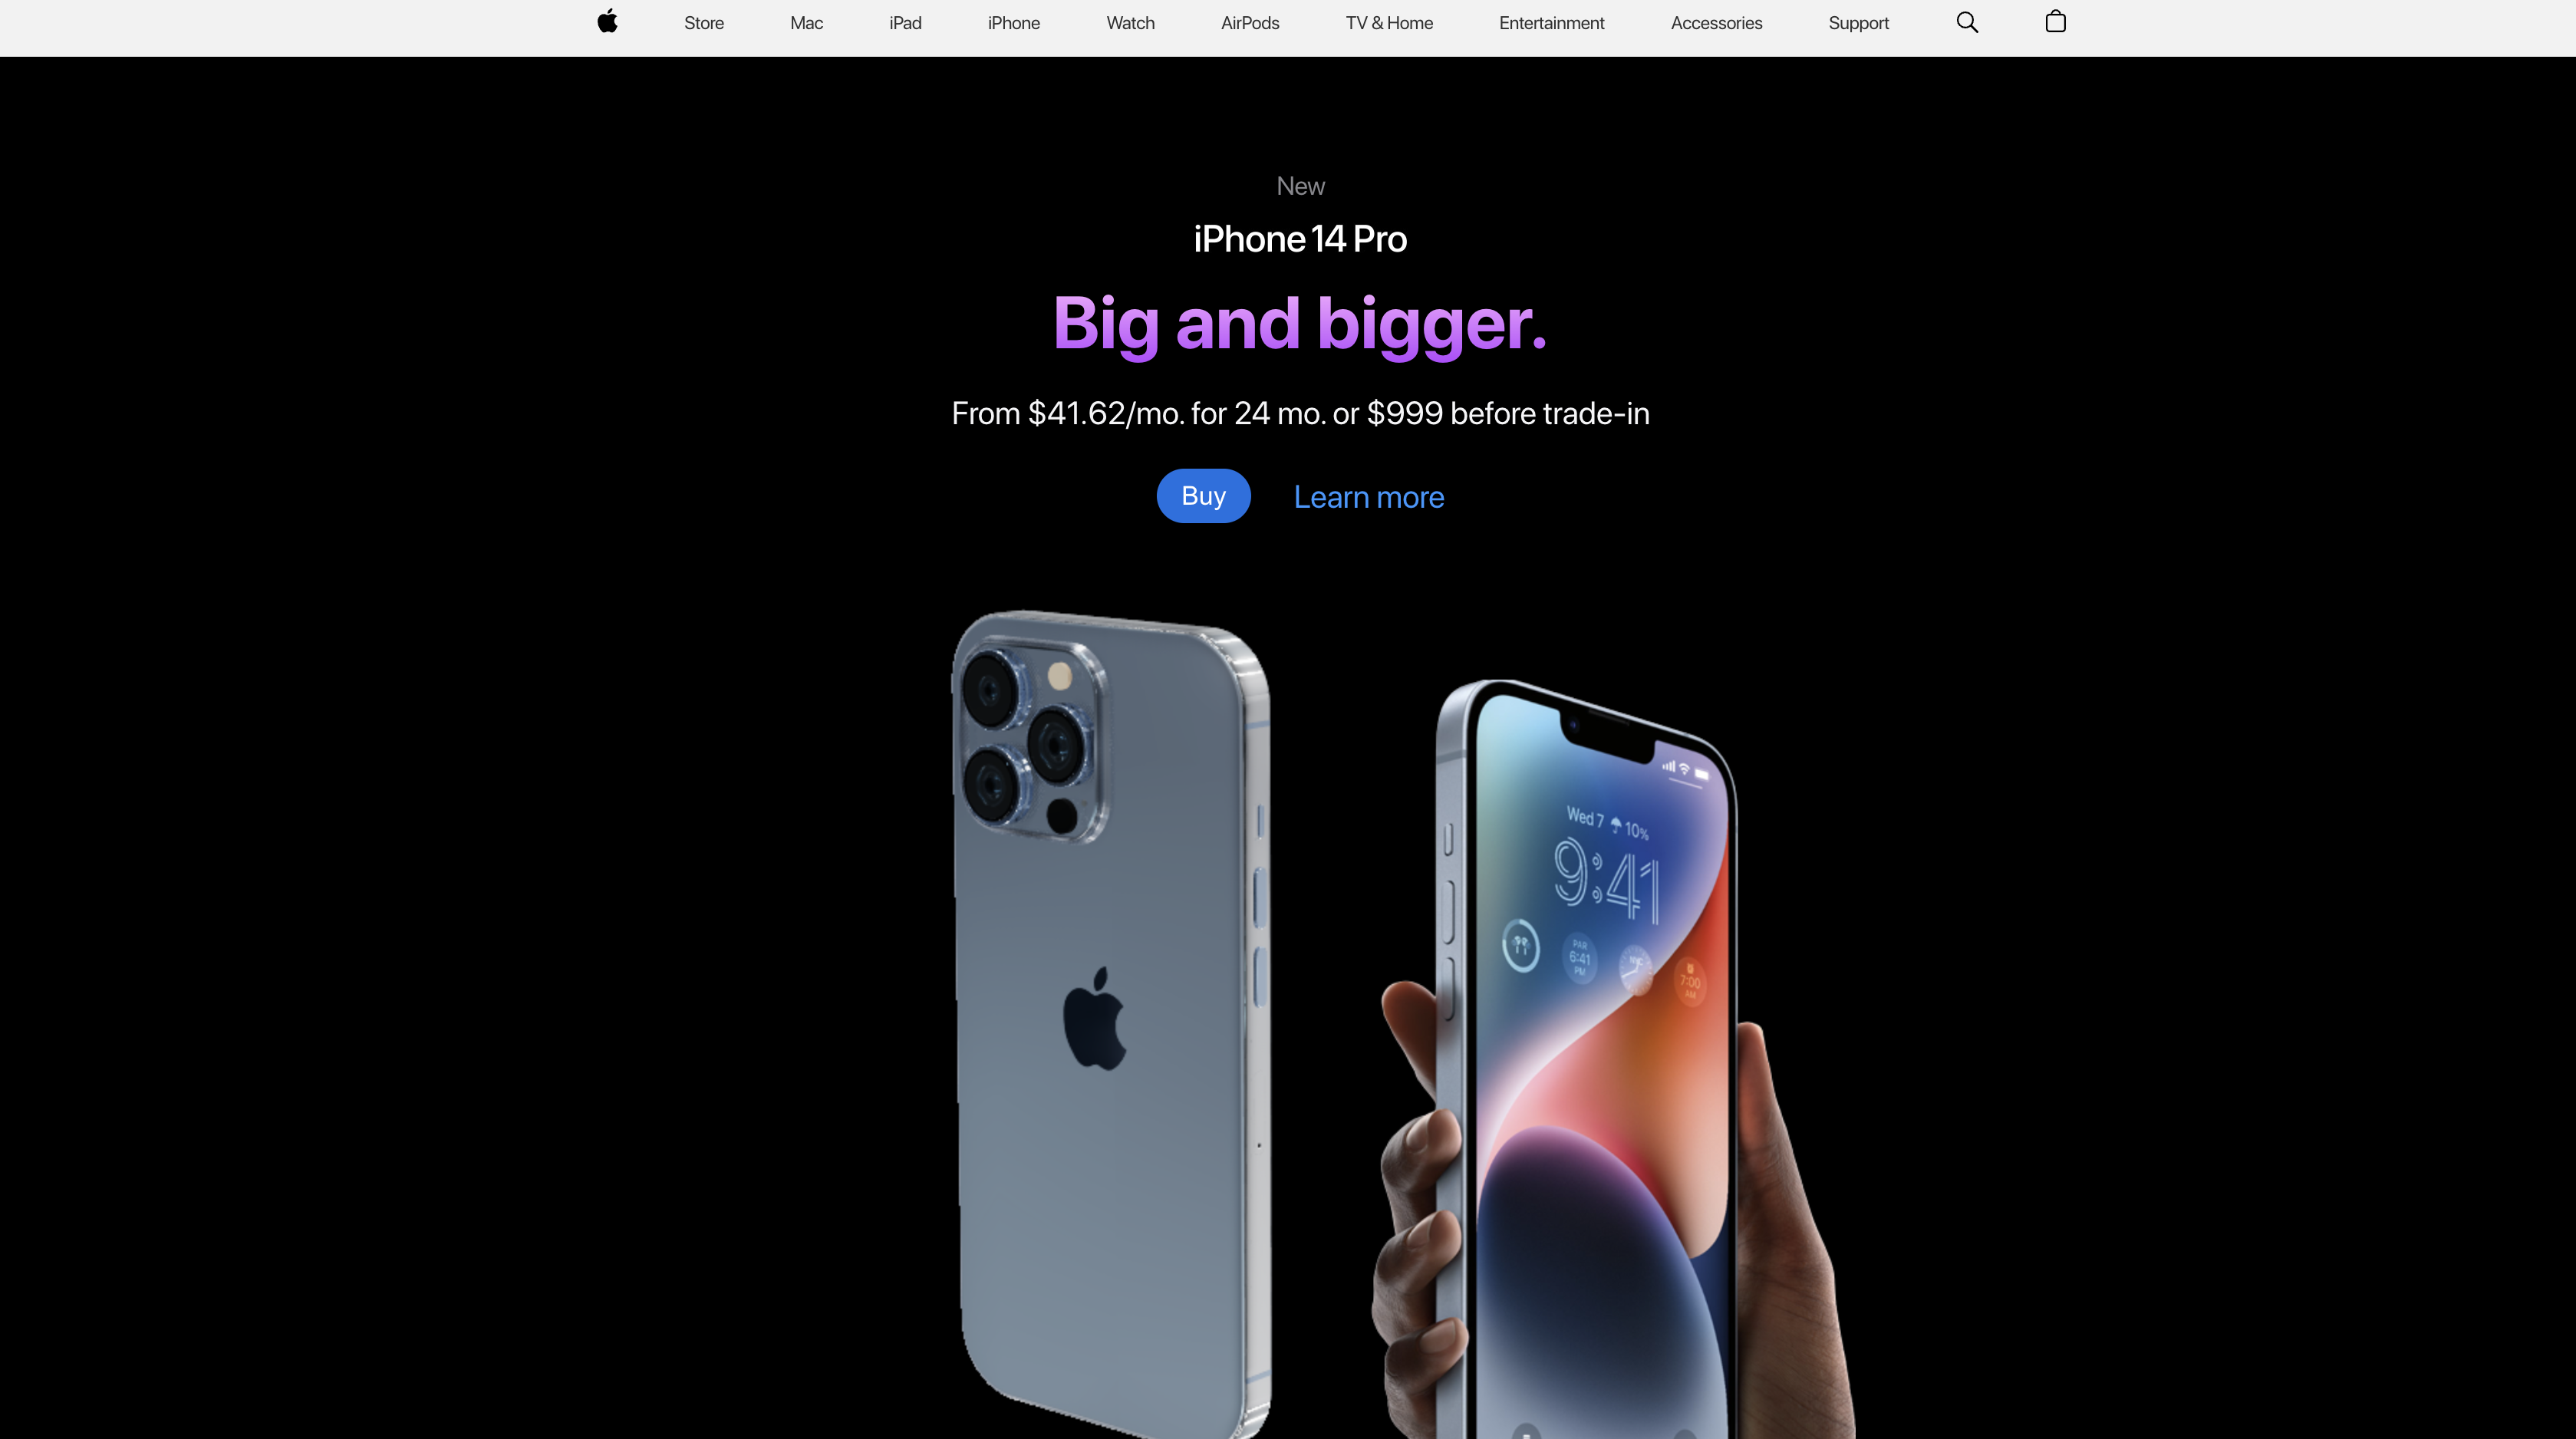 Store Mac iPad iPhone Watch AirPods TV & Home Entertainment Accessories Support
New
iPhone 14 Pro
Big and bigger.
From $41.62/mo. for 24 mo. or $999 before trade-in
Buy Learn more
Wed 7 10%
9:41
PAR
6:41
PM
NYC
7:00
AM